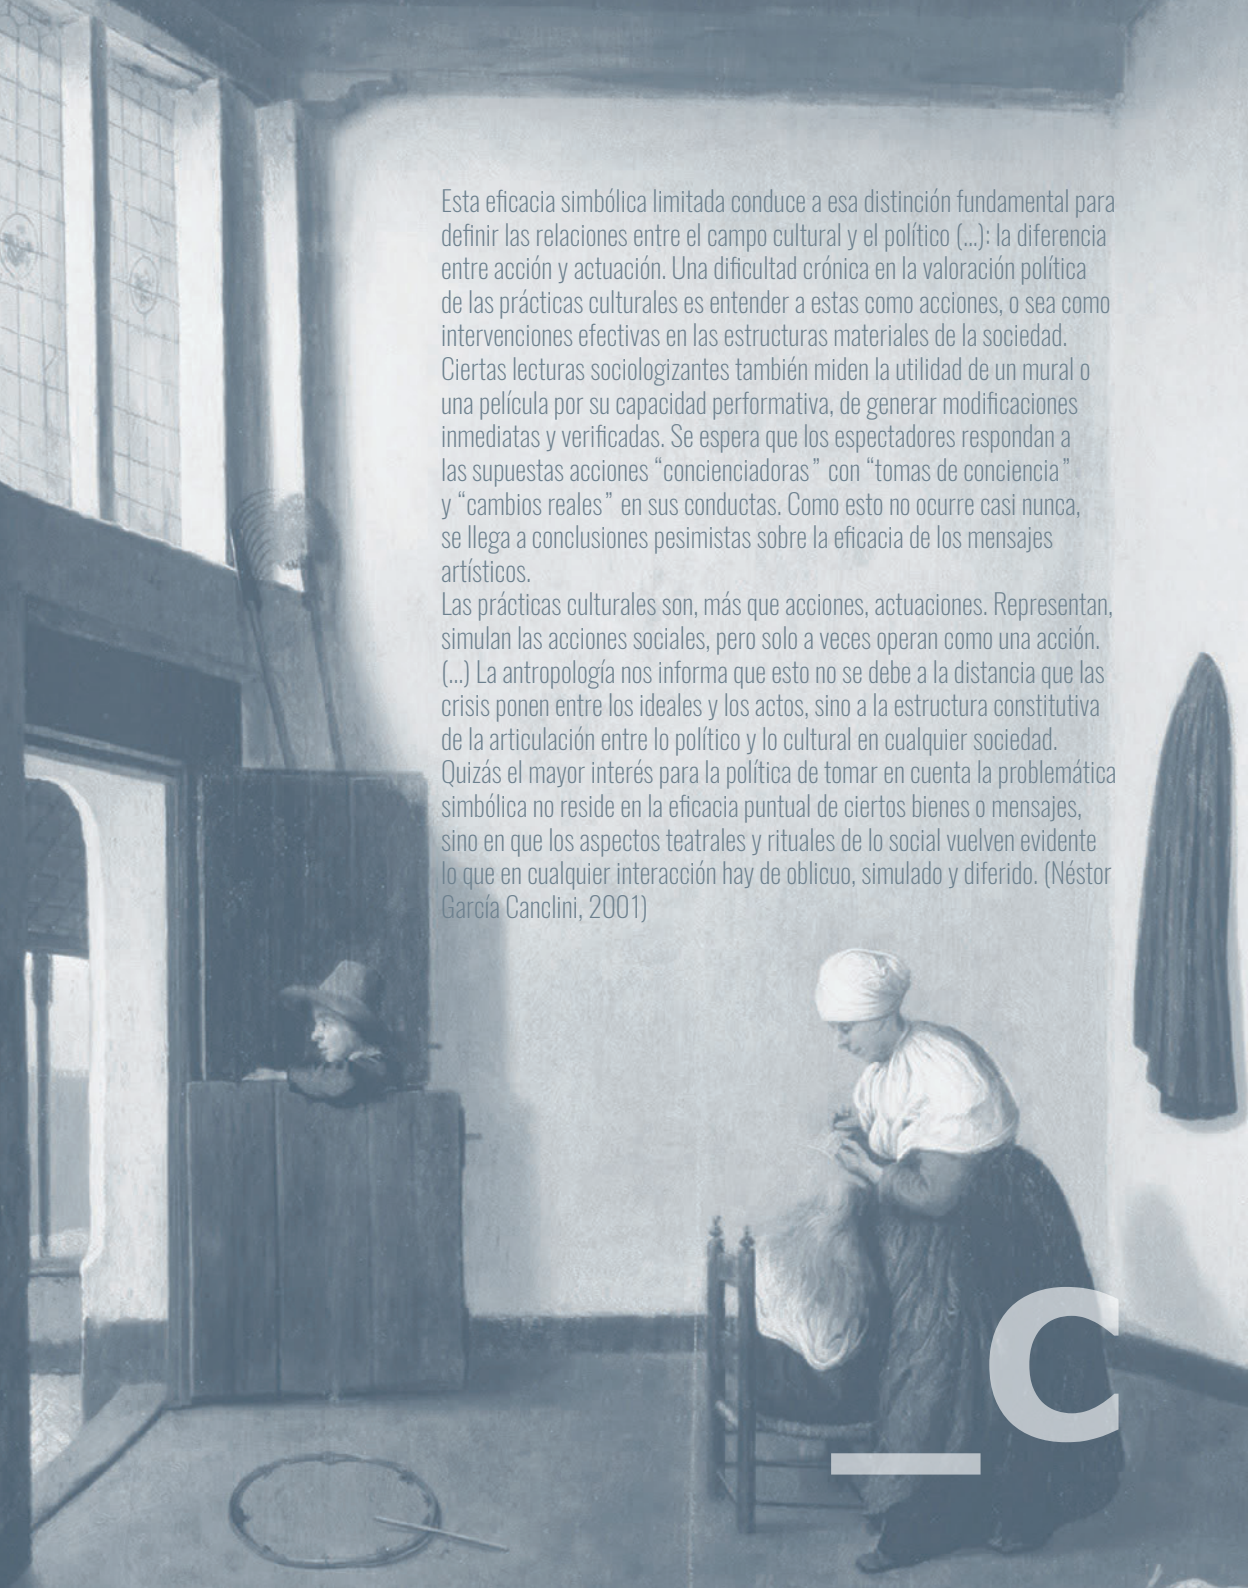 Esta eficacia simbólica limitada conduce a esa distinción fundamental para
definir las relaciones entre el campo cultural y el político (...): la diferencia
entre acción y actuación. Una dificultad crónica en la valoración política
de las prácticas culturales es entender a estas como acciones, o sea como
intervenciones efectivas en las estructuras materiales de la sociedad.
Ciertas lecturas sociologizantes también miden la utilidad de un mural o
una película por su capacidad performativa, de generar modificaciones
inmediatas y verificadas. Se espera que los espectadores respondan a
las supuestas acciones “concienciadoras” con “tomas de conciencia”
y “cambios reales” en sus conductas. Como esto no ocurre casi nunca,
se llega a conclusiones pesimistas sobre la eficacia de los mensajes
artísticos.
Las prácticas culturales son, más que acciones, actuaciones. Representan,
simulan las acciones sociales, pero solo a veces operan como una acción.
(...) La antropología nos informa que esto no se debe a la distancia que las
crisis ponen entre los ideales y los actos, sino a la estructura constitutiva
de la articulación entre lo político y lo cultural en cualquier sociedad.
Quizás el mayor interés para la política de tomar en cuenta la problemática
simbólica no reside en la eficacia puntual de ciertos bienes o mensajes,
sino en que los aspectos teatrales y rituales de lo social vuelven evidente
lo que en cualquier interacción hay de oblicuo, simulado y diferido. (Néstor
García Canclini, 2001)
_C